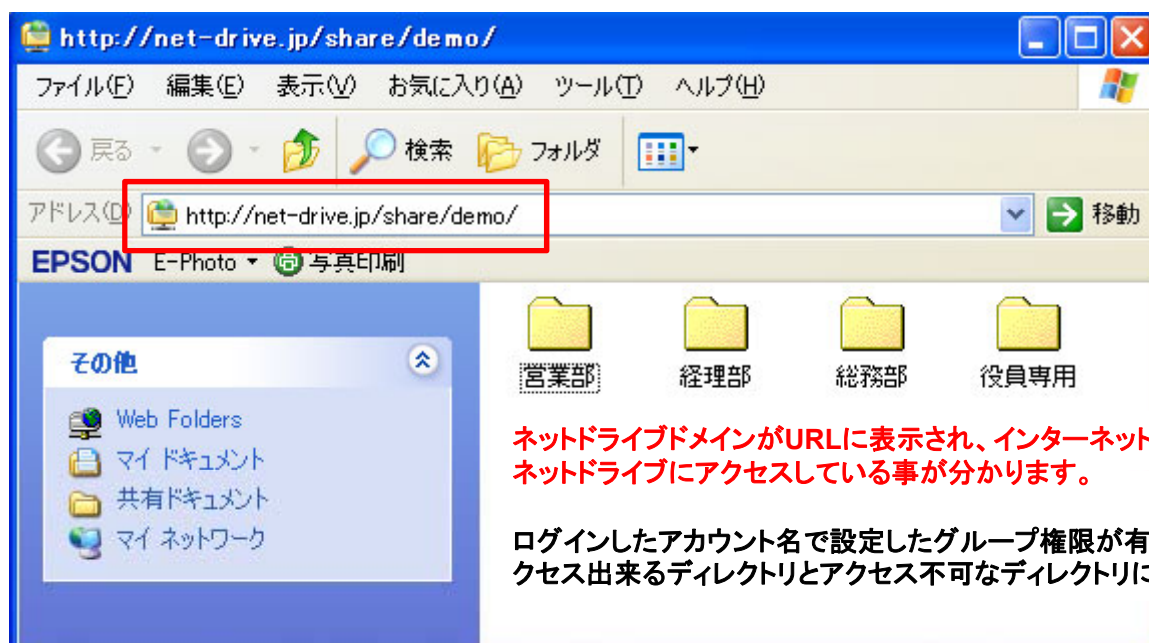 http://net-drive.jp/share/demo/
ファイル(F) 編集(E) 表示(V) お気に入り(A) ツール(T) ヘルプ(H)
戻る 検索 フォルダ
アドレス(D) http://net-drive.jp/share/demo/ 移動
EPSON E-Photo 写真印刷
その他
Web Folders
マイ ドキュメント
共有ドキュメント
マイ ネットワーク
営業部 経理部 総務部 役員専用
ネットドライブドメインがURLに表示され、インターネット
ネットドライブにアクセスしている事が分かります。
ログインしたアカウント名で設定したグループ権限が有
クセス出来るディレクトリとアクセス不可なディレクトリに